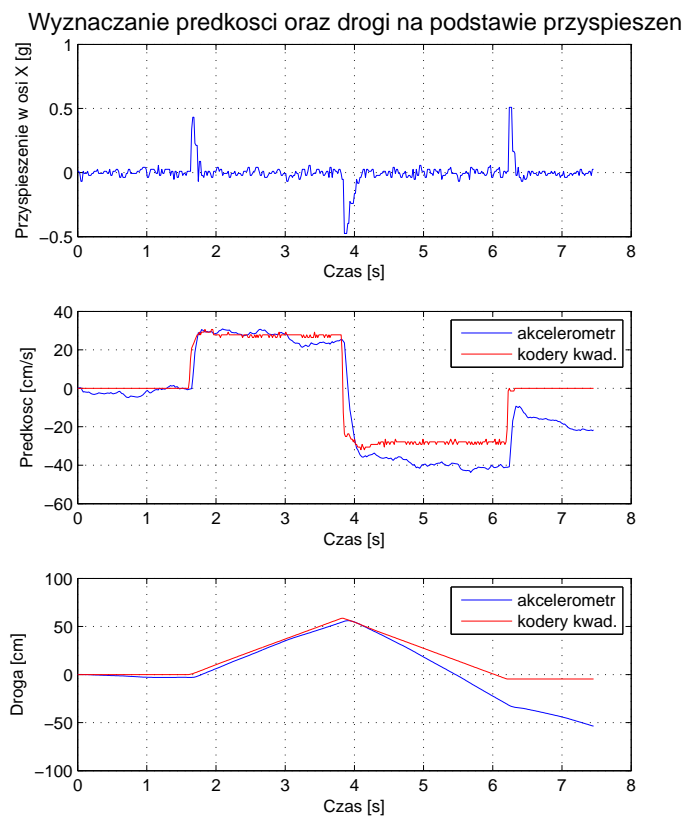 Wyznaczanie predkosci oraz drogi na podstawie przyspieszen
Przyspieszenie w osi X [g]
1
0.5
0
−0.5
0 1 2 3 4 5 6 7 8
Czas [s]
Predkosc [cm/s]
40
20
0
−20
−40
−60
akcelerometr
kodery kwad.
0 1 2 3 4 5 6 7 8
Czas [s]
Droga [cm]
100
50
0
−50
−100
akcelerometr
kodery kwad.
0 1 2 3 4 5 6 7 8
Czas [s]